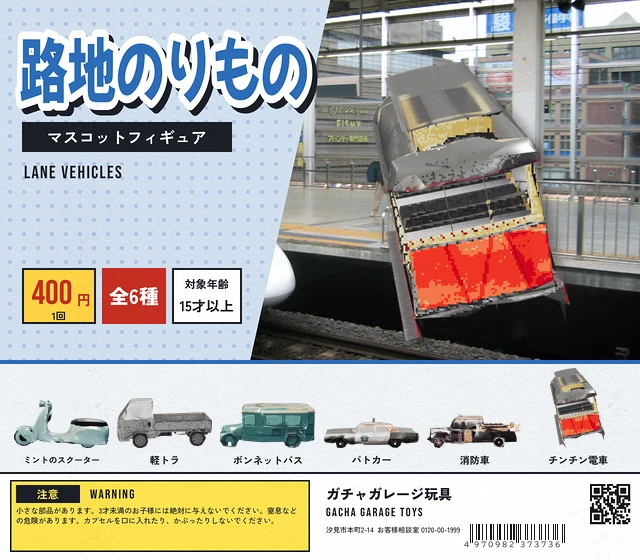 路地のりもの
マスコットフィギュア
LANE VEHICLES
400円
1回
全6種
対象年齢
15才以上
ミントのスクーター
軽トラ
ボンネットバス
パトカー
消防車
チンチン電車
注意 WARNING
小さな部品があります。3才未満のお子様には絶対に与えないでください。窒息など
の危険があります。カプセルを口に入れたり、かぶったりしないでください。
ガチャガレージ玩具
GACHA GARAGE TOYS
汐見市本町2-14 お客様相談室 0120-00-1999
4 970982 373736